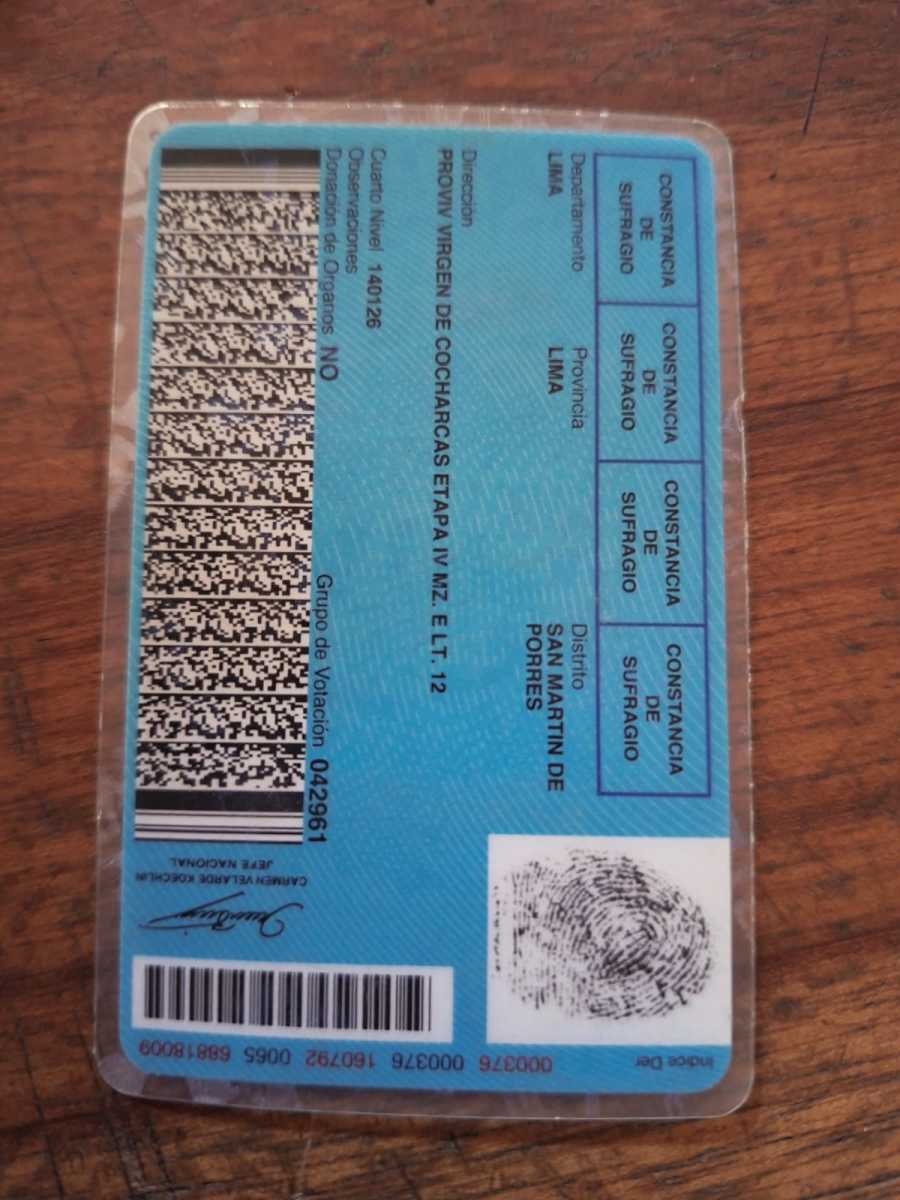 CONSTANCIA DE SUFRAGIO
CONSTANCIA DE SUFRAGIO
CONSTANCIA DE SUFRAGIO
CONSTANCIA DE SUFRAGIO
Departamento Provincia Distrito
LIMA LIMA SAN MARTIN DE
PORRES
Dirección
PROVIV VIRGEN DE COCHARCAS ETAPA IV MZ. E LT. 12
Cuarto Nivel 140126
Observaciones
Donación de Organos NO Grupo de Votación 042961
Indice Der
000376 000376 160792 0065
CARMEN VELARDE KOECHLIN
JEFE NACIONAL